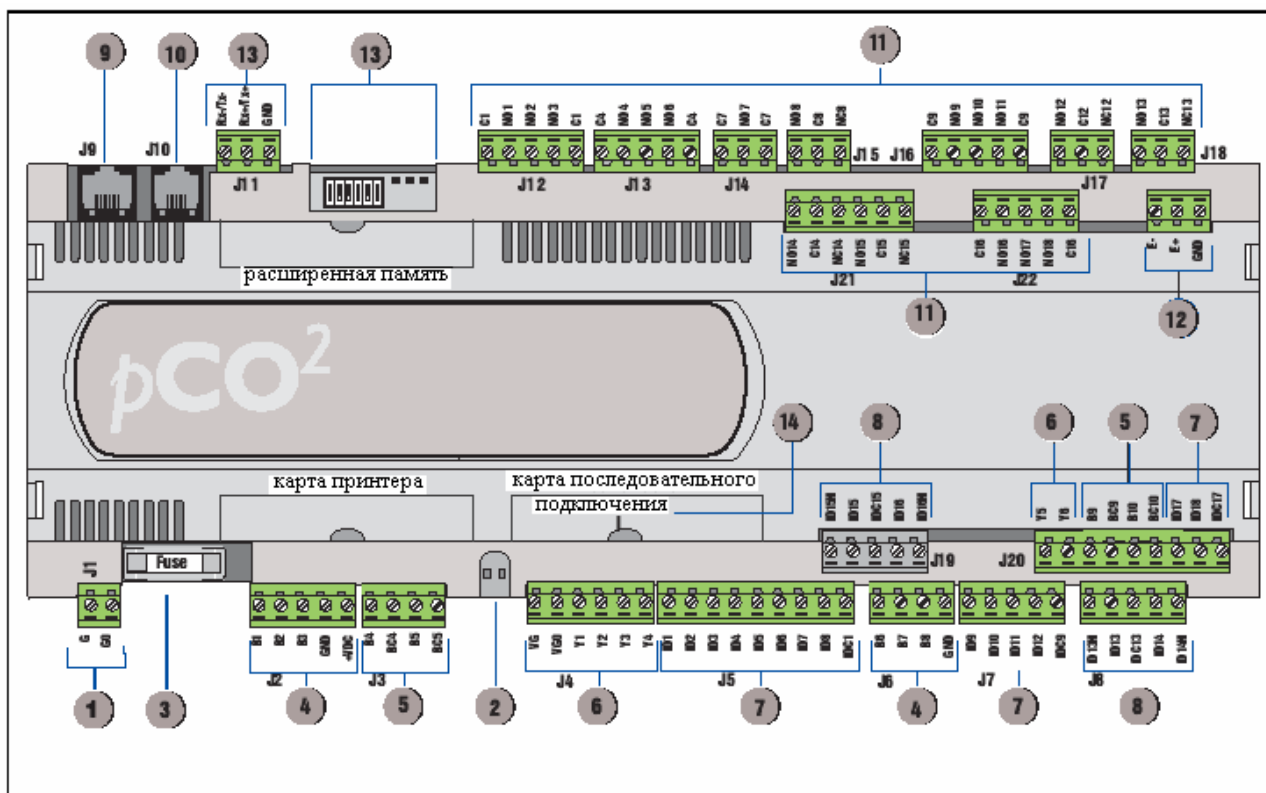 9 10 13 13 11
Rx-/Tx- Rx+/Tx+ GND
C1 NO1 NO2 NO3 C1 C4 NO4 NO5 NO6 C4 C7 NO7 C7 NO8 C8 NC8 C9 NO9 NO10 NO11 C9 NO12 C12 NC12 NO13 C13 NC13
J9 J10 J11 J12 J13 J14 J15 J16 J17 J18
NO14 C14 NC14 NO15 C15 NC15 C16 NO16 NO17 NO18 C16 E- E+ GND
расширенная память
J21 J22
11 12
pCO2
14 8 6 5 7
карта принтера
карта последовательного
подключения
ID15N ID15 IDC15 ID16 ID16N Y5 Y6 B9 BC9 B10 BC10 ID17 ID18 IDC17
J19 J20
J1 Fuse
G G0 B1 B2 B3 GND +VDC B4 BC4 B5 BC5 VG VG0 Y1 Y2 Y3 Y4 ID1 ID2 ID3 ID4 ID5 ID6 ID7 ID8 IDC1 B6 B7 B8 GND ID9 ID10 ID11 ID12 IDC9 ID13N ID13 IDC13 ID14 ID14N
J2 J3 J4 J5 J6 J7 J8
1 3 4 5 2 6 7 4 7 8